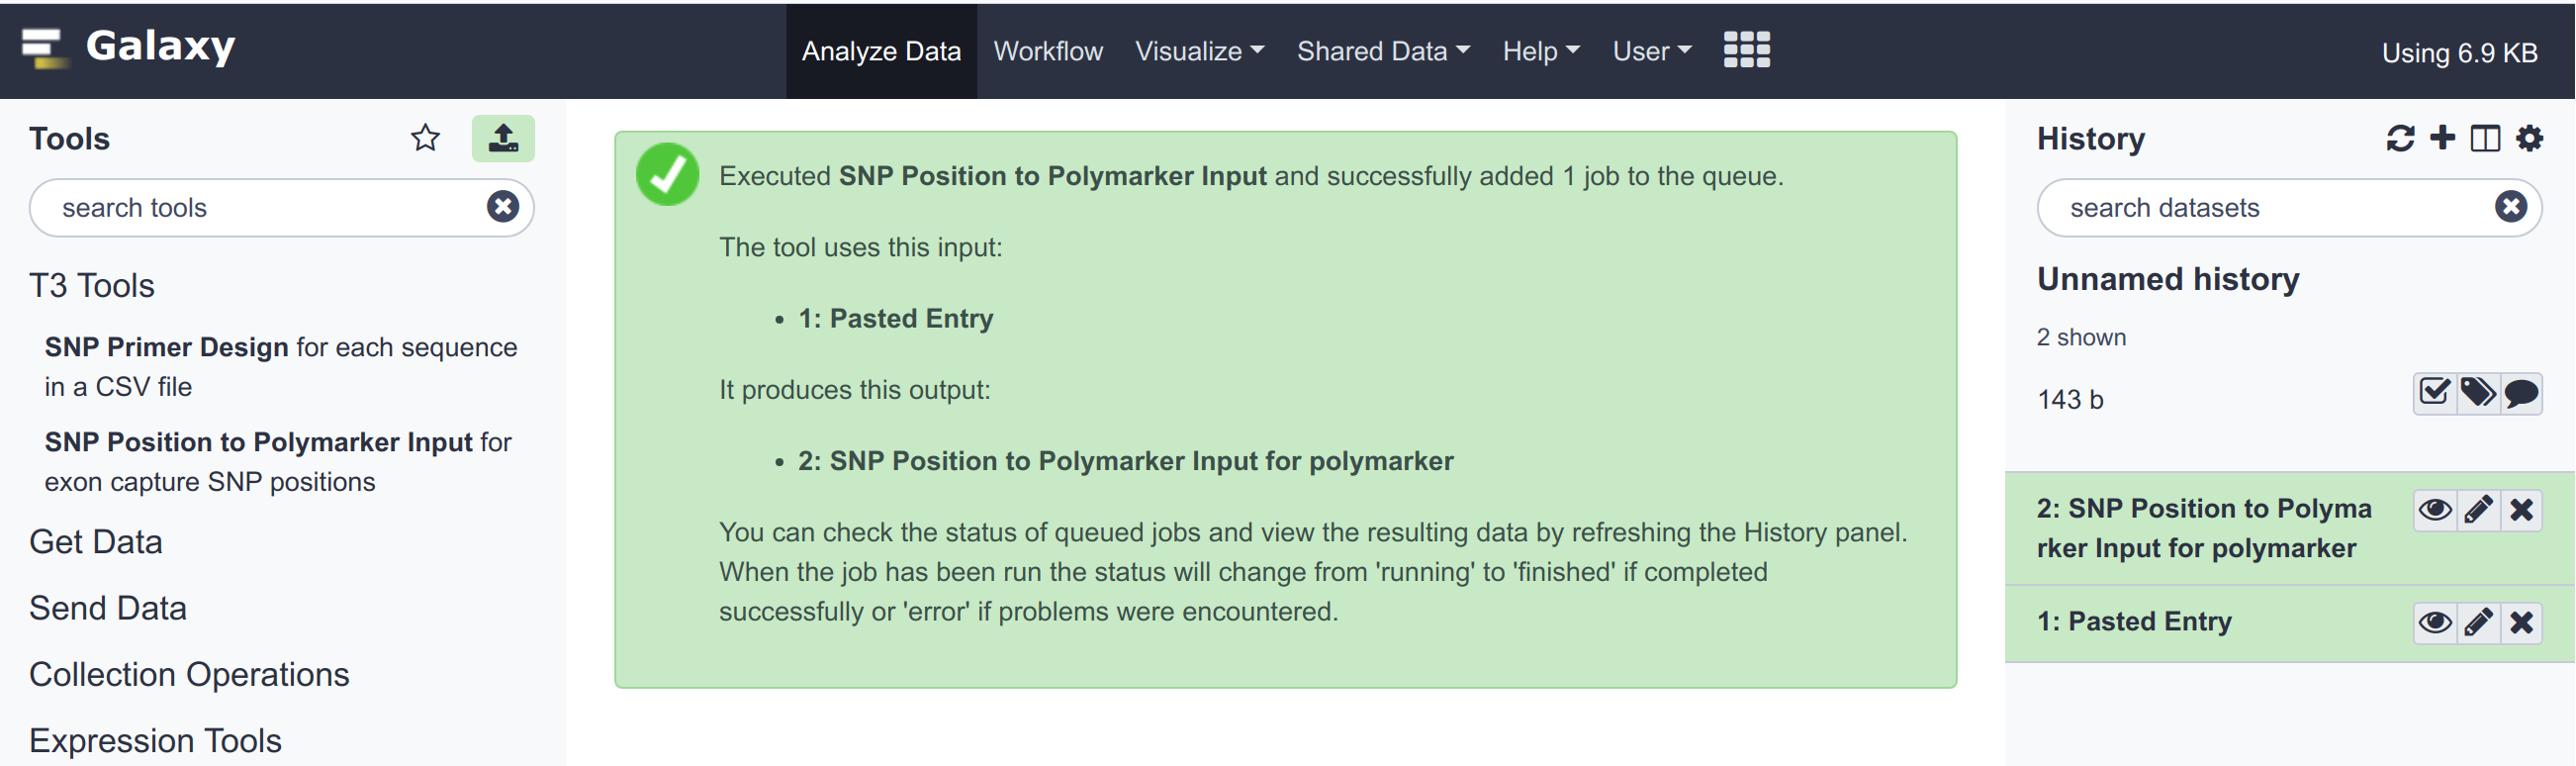 Galaxy
Analyze Data Workflow Visualize Shared Data Help User
Using 6.9 KB
Tools
search tools
T3 Tools
SNP Primer Design for each sequence
in a CSV file
SNP Position to Polymarker Input for
exon capture SNP positions
Get Data
Send Data
Collection Operations
Expression Tools
Executed SNP Position to Polymarker Input and successfully added 1 job to the queue.
The tool uses this input:
• 1: Pasted Entry
It produces this output:
• 2: SNP Position to Polymarker Input for polymarker
You can check the status of queued jobs and view the resulting data by refreshing the History panel.
When the job has been run the status will change from 'running' to 'finished' if completed
successfully or 'error' if problems were encountered.
History
search datasets
Unnamed history
2 shown
143 b
2: SNP Position to Polyma
rker Input for polymarker
1: Pasted Entry